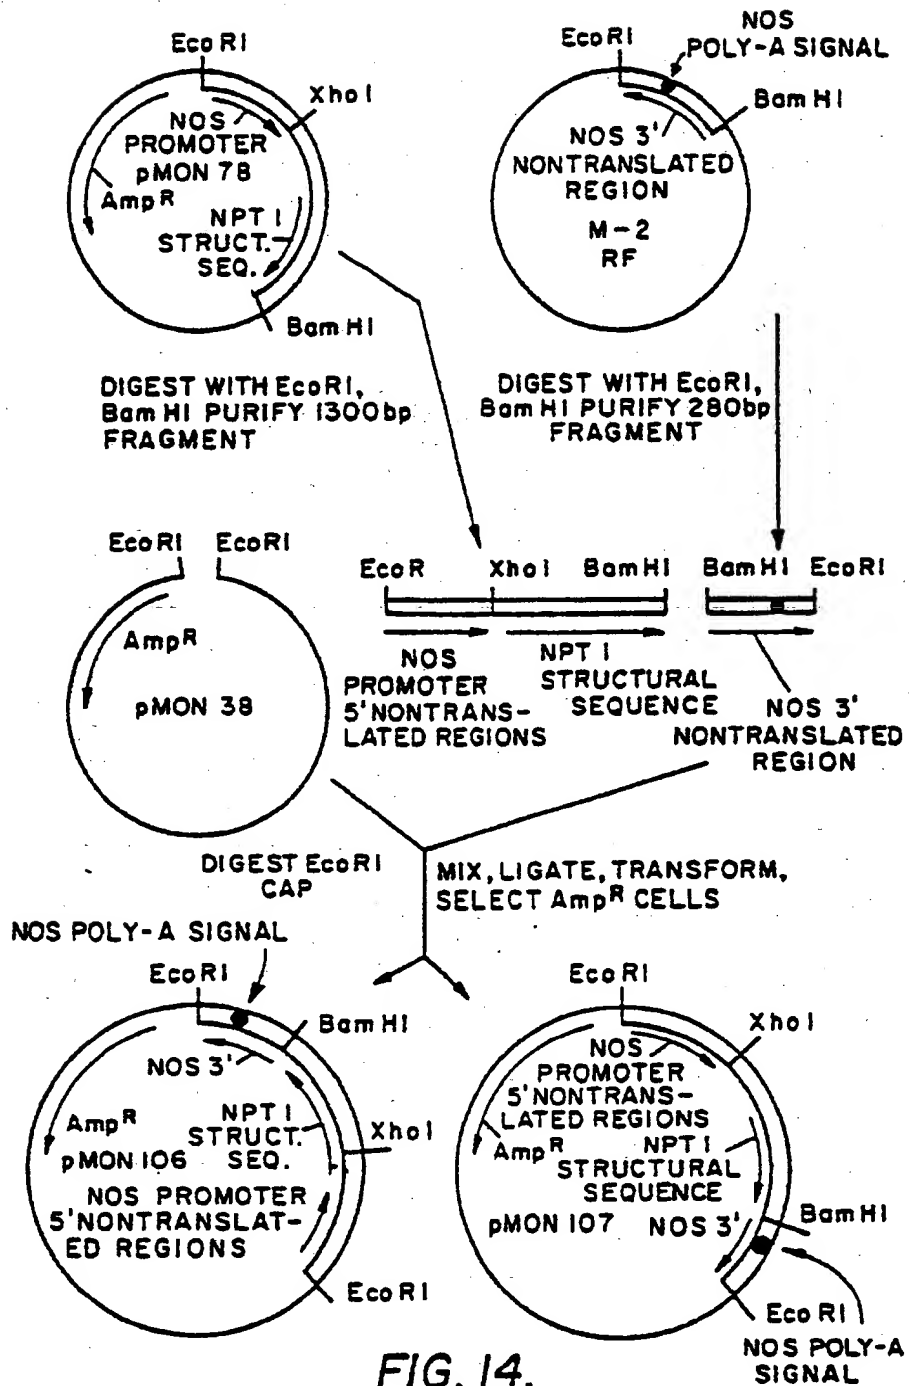 EcoRI
XhoI
NOS
PROMOTER
pMON 78
AmpR
NPT I
STRUCT.
SEQ.
BamHI
NOS
POLY-A SIGNAL
EcoRI
BamHI
NOS 3'
NONTRANSLATED
REGION
M-2
RF
DIGEST WITH EcoRI,
BamHI PURIFY 1300bp
FRAGMENT
DIGEST WITH EcoRI,
BamHI PURIFY 280bp
FRAGMENT
EcoRI EcoRI
AmpR
pMON 38
EcoR XhoI BamHI BamHI EcoRI
NOS
PROMOTER
5'NONTRANS-
LATED REGIONS
NPT I
STRUCTURAL
SEQUENCE
NOS 3'
NONTRANSLATED
REGION
DIGEST EcoRI
CAP
MIX, LIGATE, TRANSFORM,
SELECT AmpR CELLS
NOS POLY-A SIGNAL
EcoRI
BamHI
NOS 3'
AmpR
NPT I
STRUCT.
SEQ.
XhoI
pMON 106
NOS PROMOTER
5'NONTRANSLAT-
ED REGIONS
EcoRI
EcoRI
XhoI
NOS
PROMOTER
5'NONTRANS-
LATED REGIONS
AmpR
NPT I
STRUCTURAL
SEQUENCE
pMON 107
NOS 3'
BamHI
EcoRI
NOS POLY-A
SIGNAL
FIG. 14.